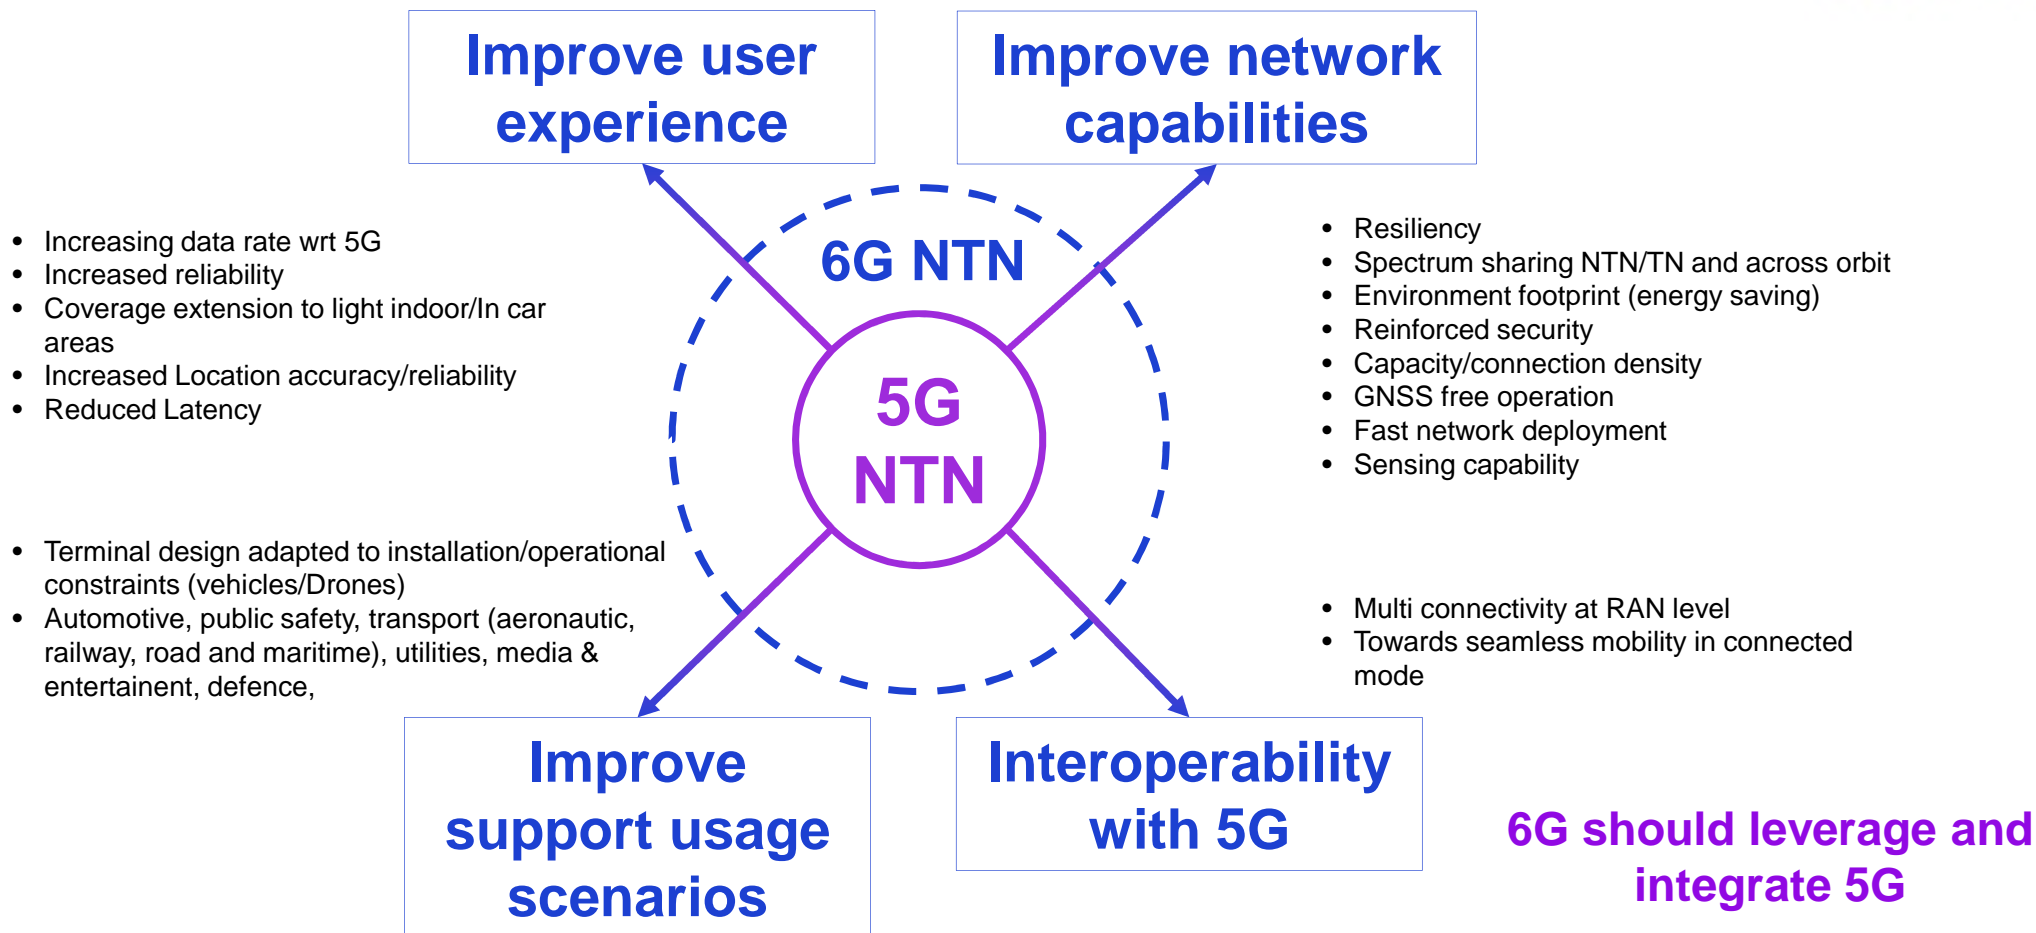 Improve user
experience
Improve network
capabilities
• Increasing data rate wrt 5G
• Increased reliability
• Coverage extension to light indoor/In car
areas
• Increased Location accuracy/reliability
• Reduced Latency
6G NTN
5G
NTN
• Resiliency
• Spectrum sharing NTN/TN and across orbit
• Environment footprint (energy saving)
• Reinforced security
• Capacity/connection density
• GNSS free operation
• Fast network deployment
• Sensing capability
• Terminal design adapted to installation/operational
constraints (vehicles/Drones)
• Automotive, public safety, transport (aeronautic,
railway, road and maritime), utilities, media &
entertainent, defence,
• Multi connectivity at RAN level
• Towards seamless mobility in connected
mode
Improve
support usage
scenarios
Interoperability
with 5G
6G should leverage and
integrate 5G